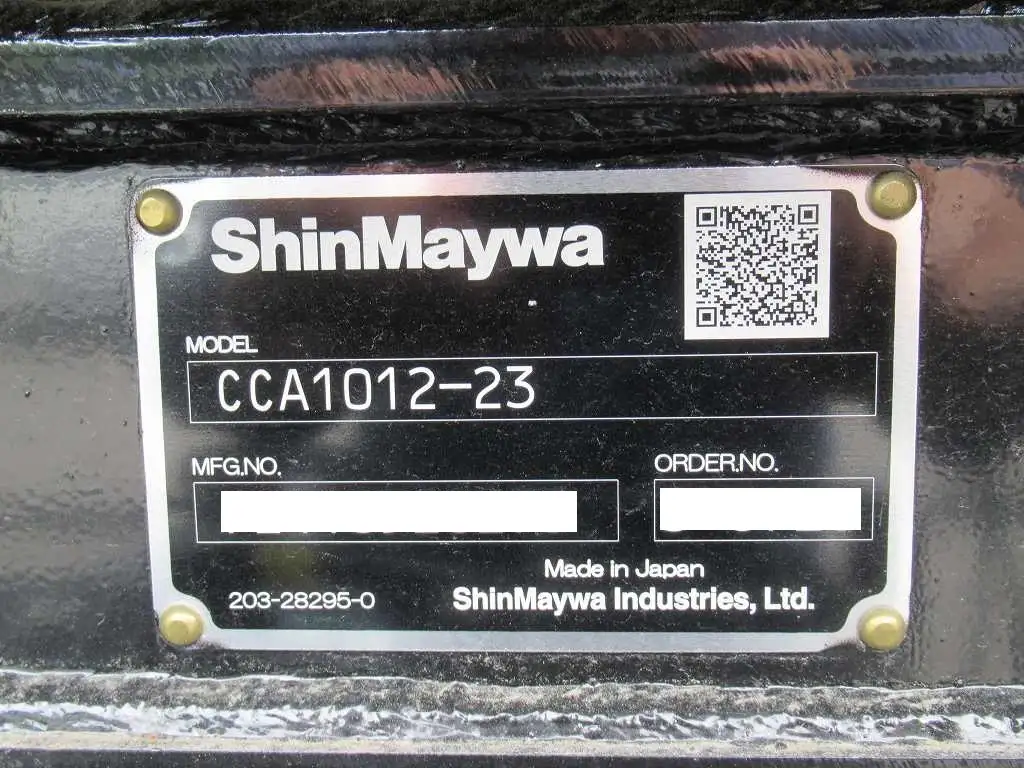 ShinMaywa
MODEL
CCA1012-23
MFG.NO.
ORDER.NO.
Made in Japan
203-28295-0
ShinMaywa Industries, Ltd.